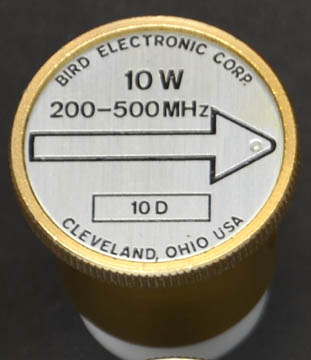 BIRD ELECTRONIC CORP.
10 W
200-500 MHz
10 D
CLEVELAND, OHIO USA